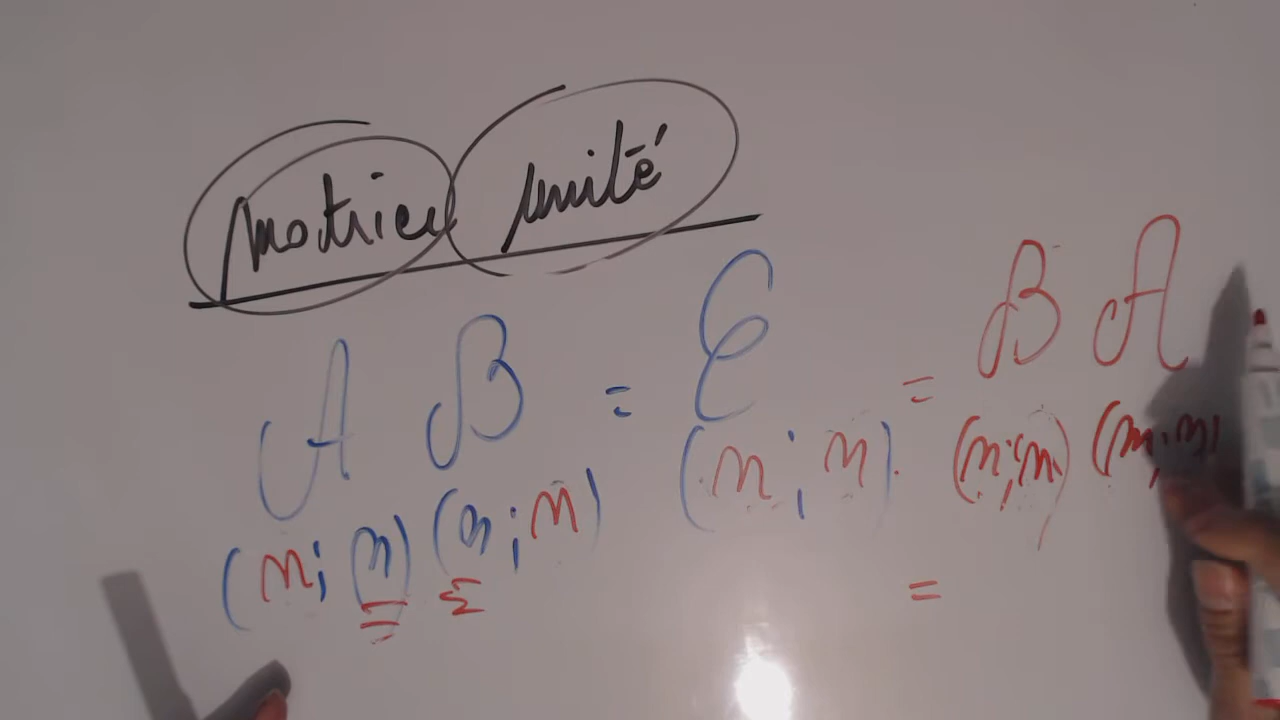 Matrice unité
A B = C = B A
(n; n) (n; n) (n; n) (n; n) (n; n)
=